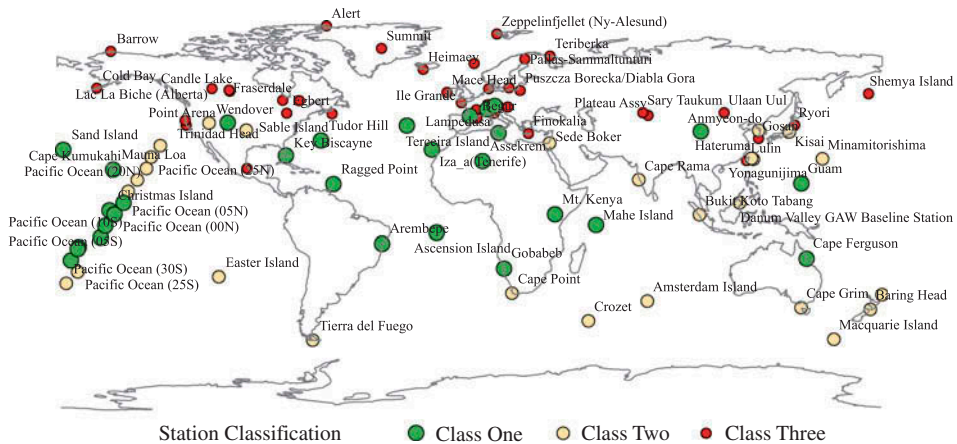 Alert
Zeppelinfjellet (Ny-Alesund)
Barrow
Summit
Teriberka
Heimaey
Pallas-Sammaltunturi
Cold Bay
Candle Lake
Mace Head
Puszcza Borecka/Diabla Gora
Shemya Island
Lac La Biche (Alberta)
Fraserdale
Ile Grande
Egbert
Begur
Plateau Assy
Sary Taukum
Ulaan Uul
Point Arena
Wendover
Anmyeon-do
Ryori
Sable Island
Tudor Hill
Lampedusa
Finokalia
Gosan
Sand Island
Trinidad Head
Key Biscayne
Terceira Island
Assekrem
Sede Boker
Hateruma
Lulin
Kisai
Minamitorishima
Cape Kumukahi
Mauna Loa
Ragged Point
Iza_a(Tenerife)
Cape Rama
Yonagunijima
Guam
Pacific Ocean (20N)
Pacific Ocean (15N)
Christmas Island
Mt. Kenya
Bukit Koto Tabang
Pacific Ocean (05N)
Mahe Island
Danum Valley GAW Baseline Station
Pacific Ocean (10S)
Pacific Ocean (00N)
Arembepe
Pacific Ocean (05S)
Ascension Island
Gobabeb
Cape Ferguson
Pacific Ocean (30S)
Easter Island
Cape Point
Pacific Ocean (25S)
Amsterdam Island
Cape Grim
Baring Head
Crozet
Tierra del Fuego
Macquarie Island
Station Classification
Class One
Class Two
Class Three